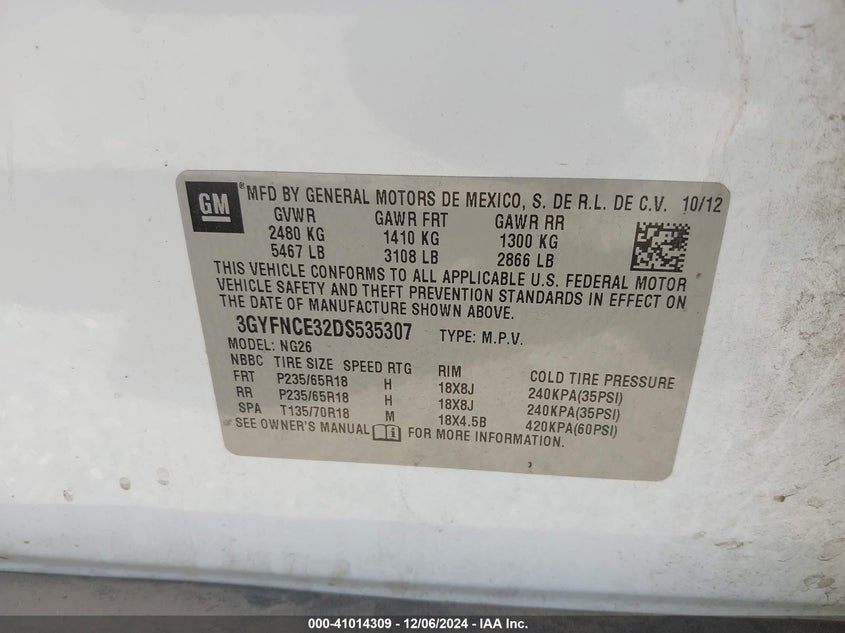 GM ® MFD BY GENERAL MOTORS DE MEXICO, S. DE R.L. DE C.V. 10/12
GVWR GAWR FRT GAWR RR
2480 KG 1410 KG 1300 KG
5467 LB 3108 LB 2866 LB
THIS VEHICLE CONFORMS TO ALL APPLICABLE U.S. FEDERAL MOTOR
VEHICLE SAFETY AND THEFT PREVENTION STANDARDS IN EFFECT ON
THE DATE OF MANUFACTURE SHOWN ABOVE.
3GYFNCE32DS535307 TYPE: M.P.V.
MODEL: NG26
NBBC TIRE SIZE SPEED RTG RIM COLD TIRE PRESSURE
FRT P235/65R18 H 18X8J 240KPA(35PSI)
RR P235/65R18 H 18X8J 240KPA(35PSI)
SPA T135/70R18 M 18X4.5B 420KPA(60PSI)
SEE OWNER'S MANUAL FOR MORE INFORMATION.
000-41014309 - 12/06/2024 - IAA Inc.